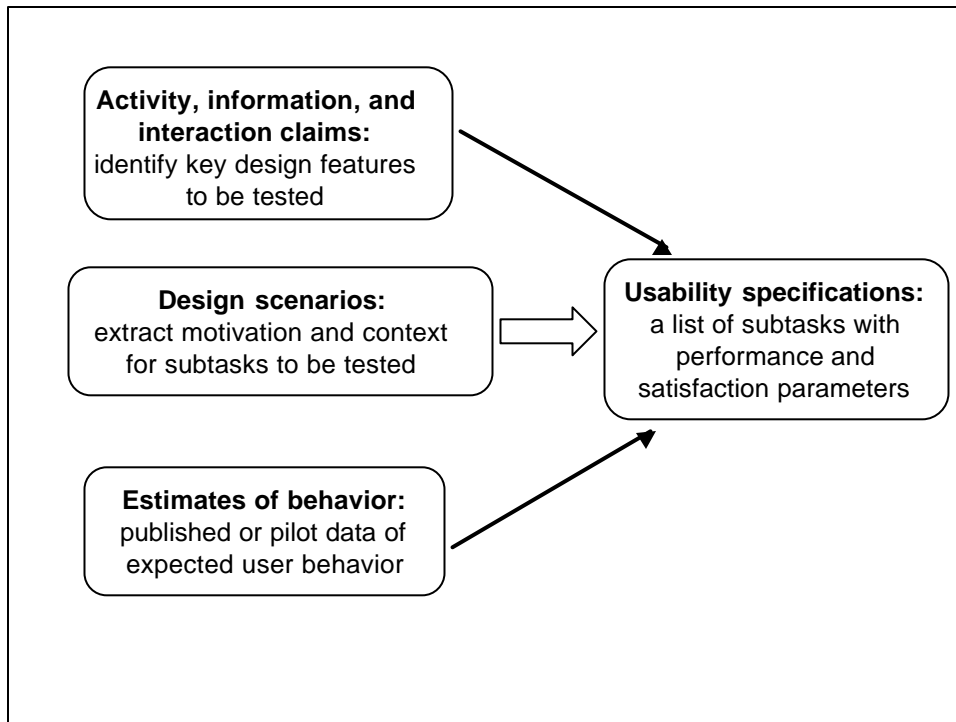 Activity, information, and
interaction claims:
identify key design features
to be tested
Design scenarios:
extract motivation and context
for subtasks to be tested
Estimates of behavior:
published or pilot data of
expected user behavior
Usability specifications:
a list of subtasks with
performance and
satisfaction parameters